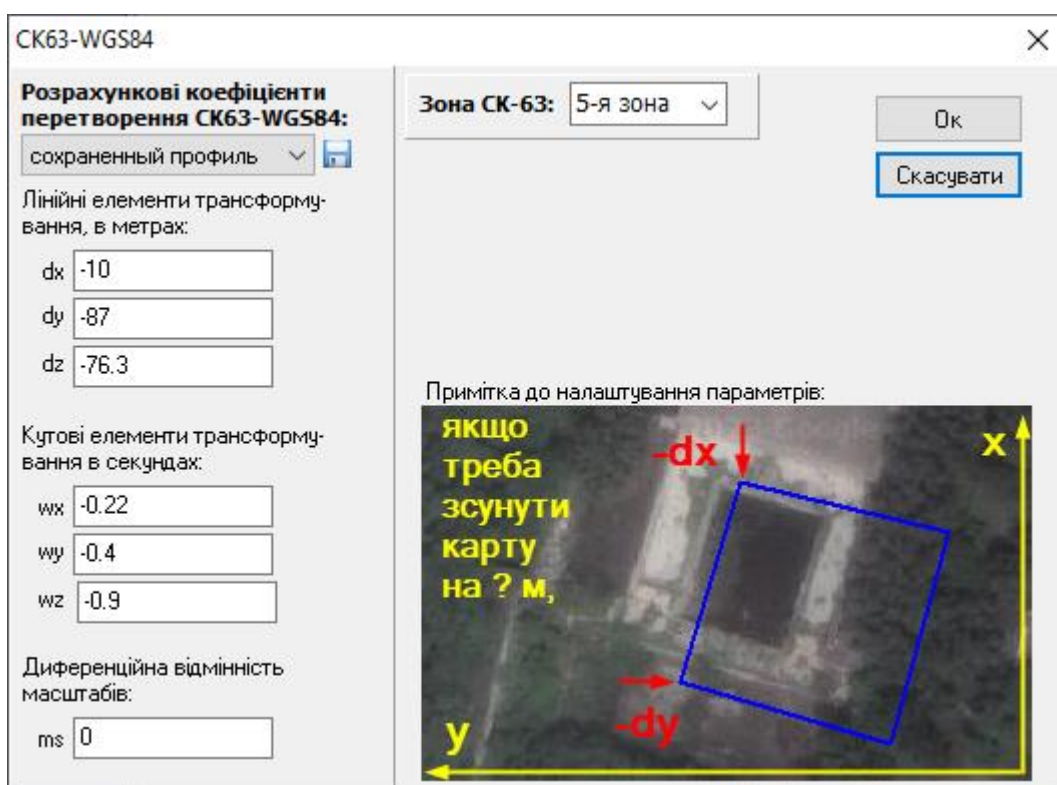 СК63-WGS84
Розрахункові коефіцієнти
перетворення СК63-WGS84:
сохраненный профиль
Лінійні елементи трансформу-
вання, в метрах:
dx -10
dy -87
dz -76.3
Кутові елементи трансформу-
вання в секундах:
wx -0.22
wy -0.4
wz -0.9
Диференційна відмінність
масштабів:
ms 0
Зона СК-63: 5-я зона
Ок
Скасувати
Примітка до налаштування параметрів:
якщо
треба
зсунути
карту
на ? м,
-dx
x
-dy
y